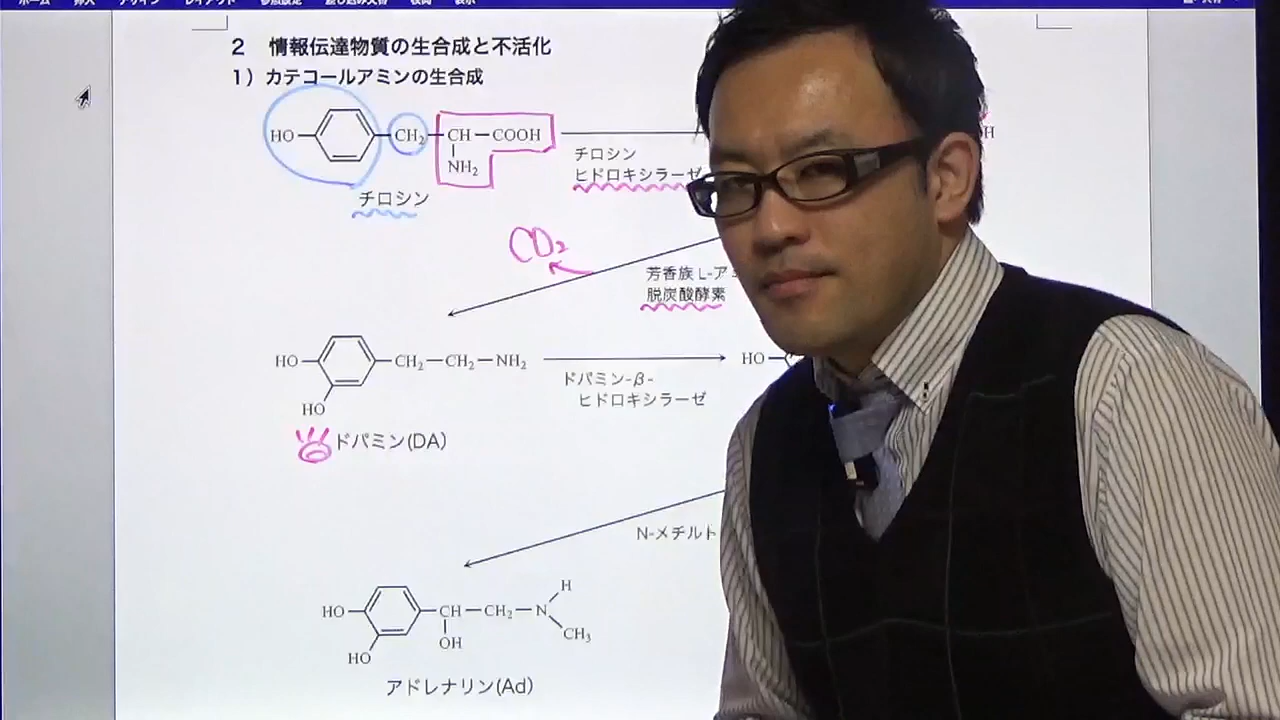 2 情報伝達物質の生合成と不活化
1）カテコールアミンの生合成
HO CH2 CH COOH
NH2
チロシン
ヒドロキシラーゼ
チロシン
CO2
芳香族 L-ア
脱炭酸酵素
HO CH2 CH2 NH2
HO
HO
ドパミン-β-
ヒドロキシラーゼ
ドパミン(DA)
N-メチルト
HO CH CH2 N H
OH CH3
HO
アドレナリン(Ad)